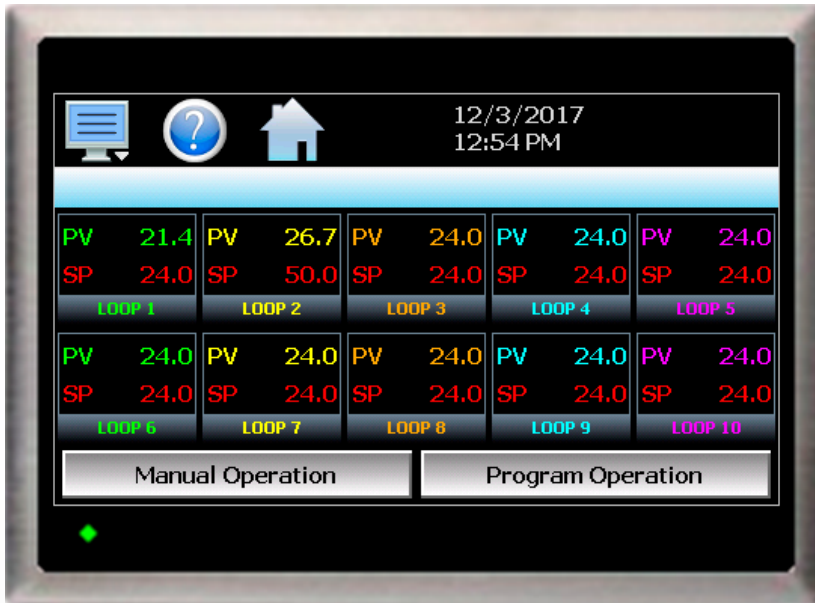 ?
12/3/2017
12:54 PM
PV 21.4 PV 26.7 PV 24.0 PV 24.0 PV 24.0
SP 24.0 SP 50.0 SP 24.0 SP 24.0 SP 24.0
LOOP 1 LOOP 2 LOOP 3 LOOP 4 LOOP 5
PV 24.0 PV 24.0 PV 24.0 PV 24.0 PV 24.0
SP 24.0 SP 24.0 SP 24.0 SP 24.0 SP 24.0
LOOP 6 LOOP 7 LOOP 8 LOOP 9 LOOP 10
Manual Operation Program Operation